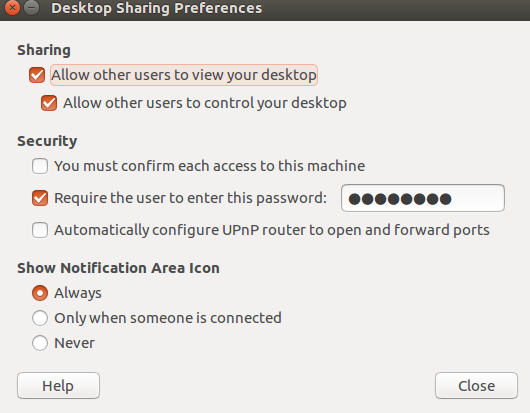 Desktop Sharing Preferences
Sharing
Allow other users to view your desktop
Allow other users to control your desktop
Security
You must confirm each access to this machine
Require the user to enter this password: ●●●●●●●●
Automatically configure UPnP router to open and forward ports
Show Notification Area Icon
Always
Only when someone is connected
Never
Help Close